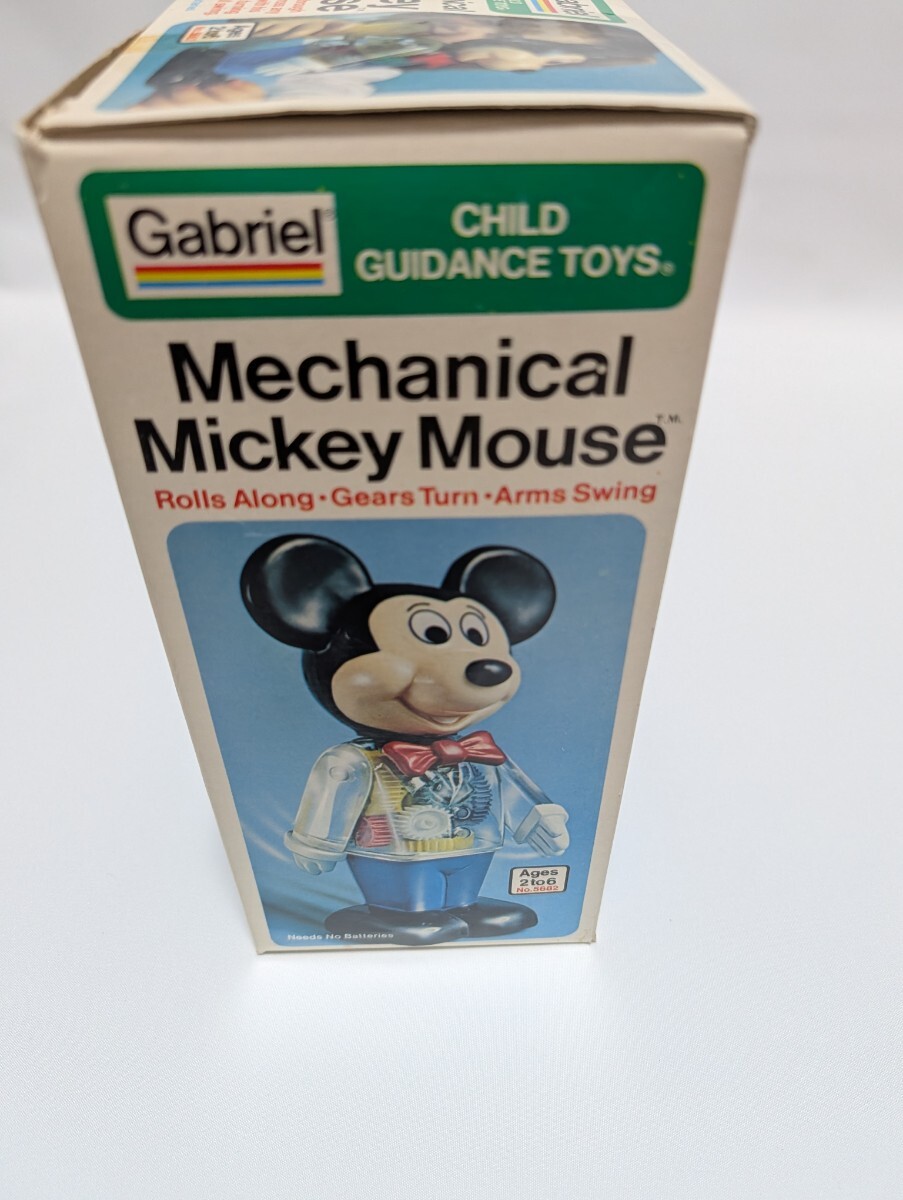 Gabriel®
CHILD
GUIDANCE TOYS®
Mechanical
Mickey Mouse T.M.
Rolls Along • Gears Turn • Arms Swing
Ages
2 to 6
No. 5682
Needs No Batteries